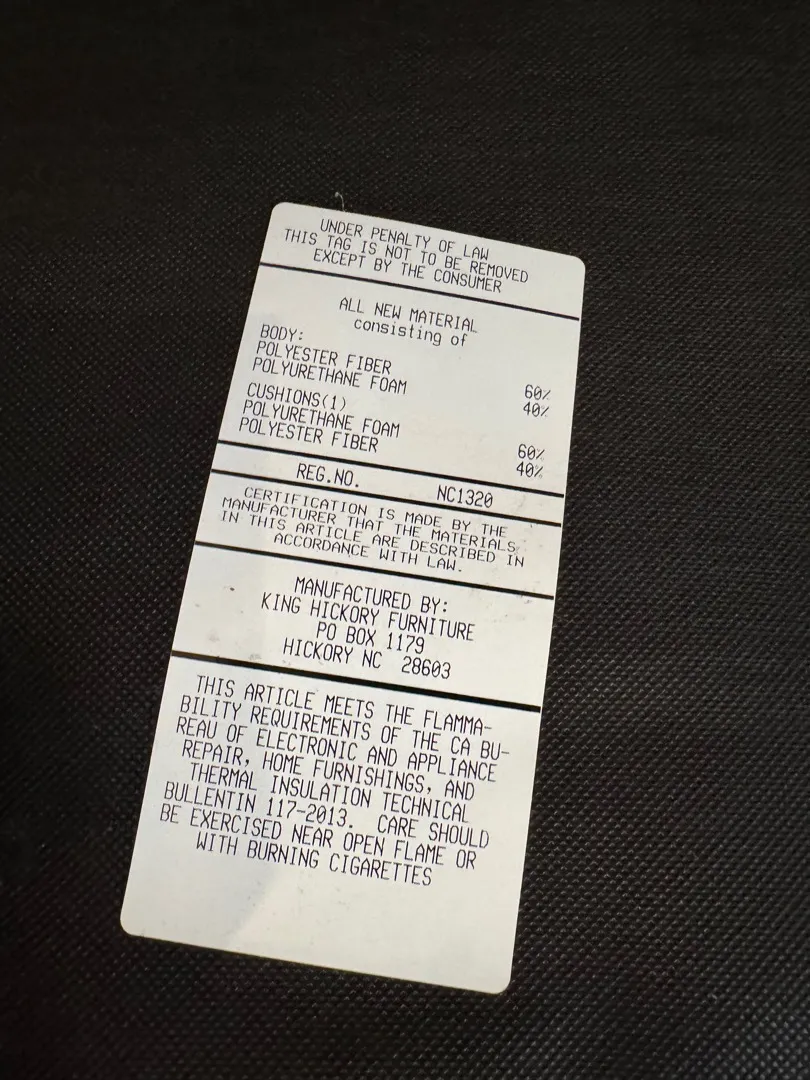 UNDER PENALTY OF LAW
THIS TAG IS NOT TO BE REMOVED
EXCEPT BY THE CONSUMER
ALL NEW MATERIAL
consisting of
BODY:
POLYESTER FIBER 60%
POLYURETHANE FOAM 40%
CUSHIONS(1)
POLYURETHANE FOAM 60%
POLYESTER FIBER 40%
REG.NO. NC1320
CERTIFICATION IS MADE BY THE
MANUFACTURER THAT THE MATERIALS
IN THIS ARTICLE ARE DESCRIBED IN
ACCORDANCE WITH LAW.
MANUFACTURED BY:
KING HICKORY FURNITURE
PO BOX 1179
HICKORY NC 28603
THIS ARTICLE MEETS THE FLAMMA-
BILITY REQUIREMENTS OF THE CA BU-
REAU OF ELECTRONIC AND APPLIANCE
REPAIR, HOME FURNISHINGS, AND
THERMAL INSULATION TECHNICAL
BULLENTIN 117-2013. CARE SHOULD
BE EXERCISED NEAR OPEN FLAME OR
WITH BURNING CIGARETTES